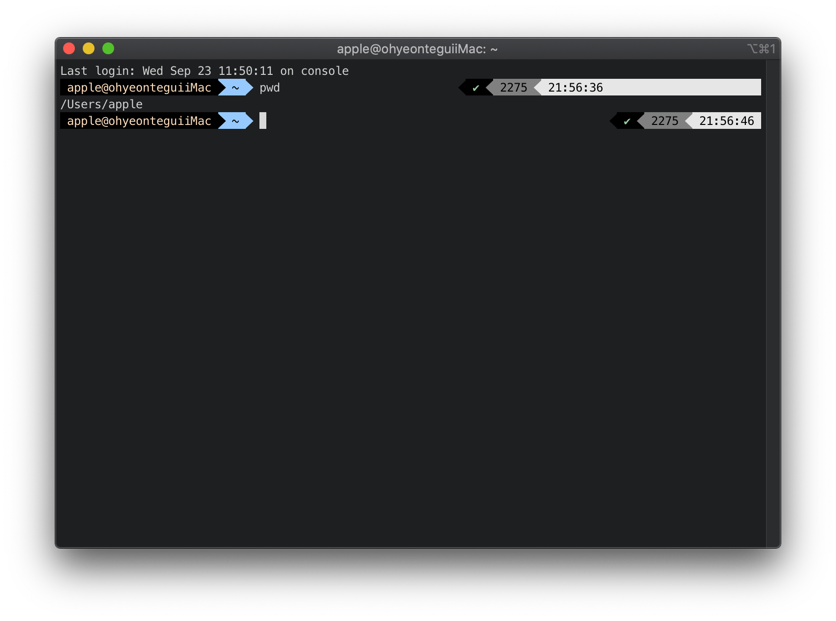 apple@ohyeonteguiiMac: ~ ⌥⌘1
Last login: Wed Sep 23 11:50:11 on console
apple@ohyeonteguiiMac ~ pwd ✔ 2275 21:56:36
/Users/apple
apple@ohyeonteguiiMac ~ ✔ 2275 21:56:46